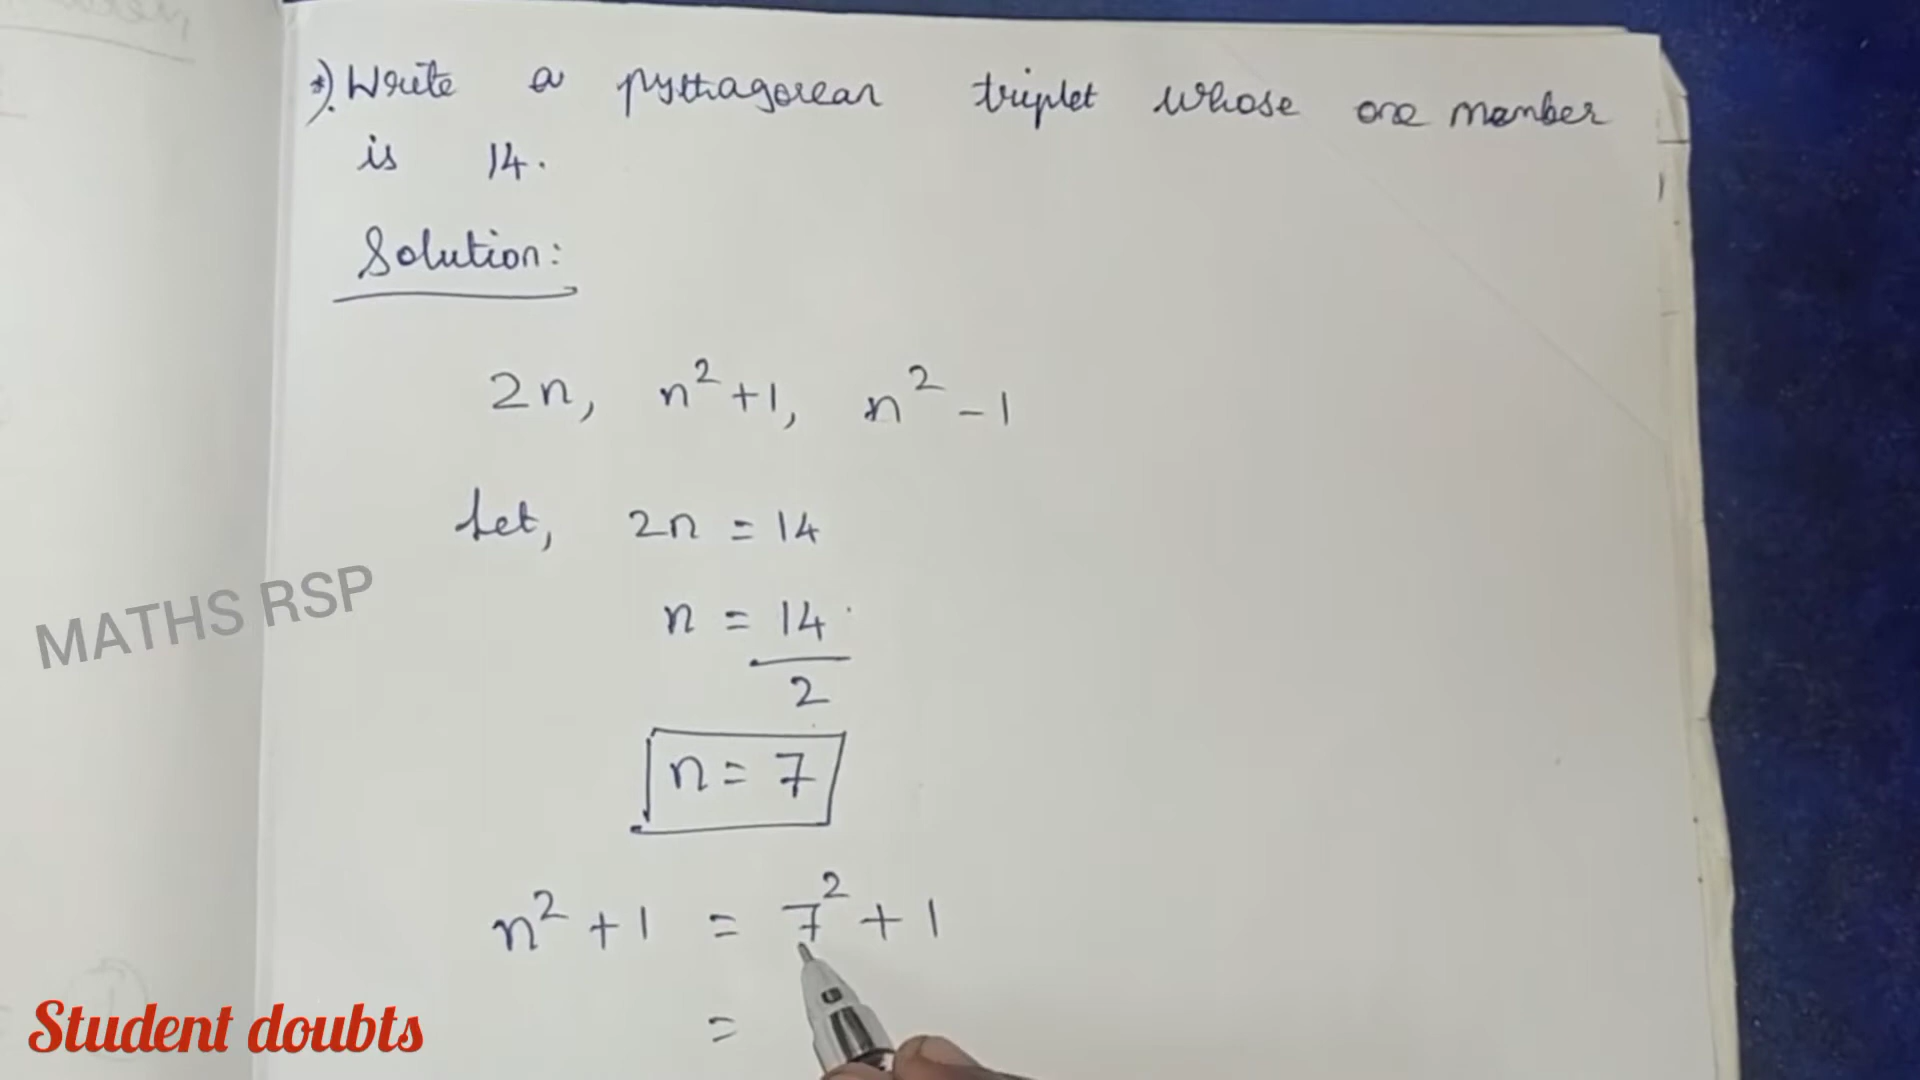 *). Write a pythagorean triplet whose one member
is 14.
Solution:
2n, n²+1, n²-1
Let, 2n = 14
n = 14
2
n = 7
n²+1 = 7²+1
=
MATHS RSP
Student doubts